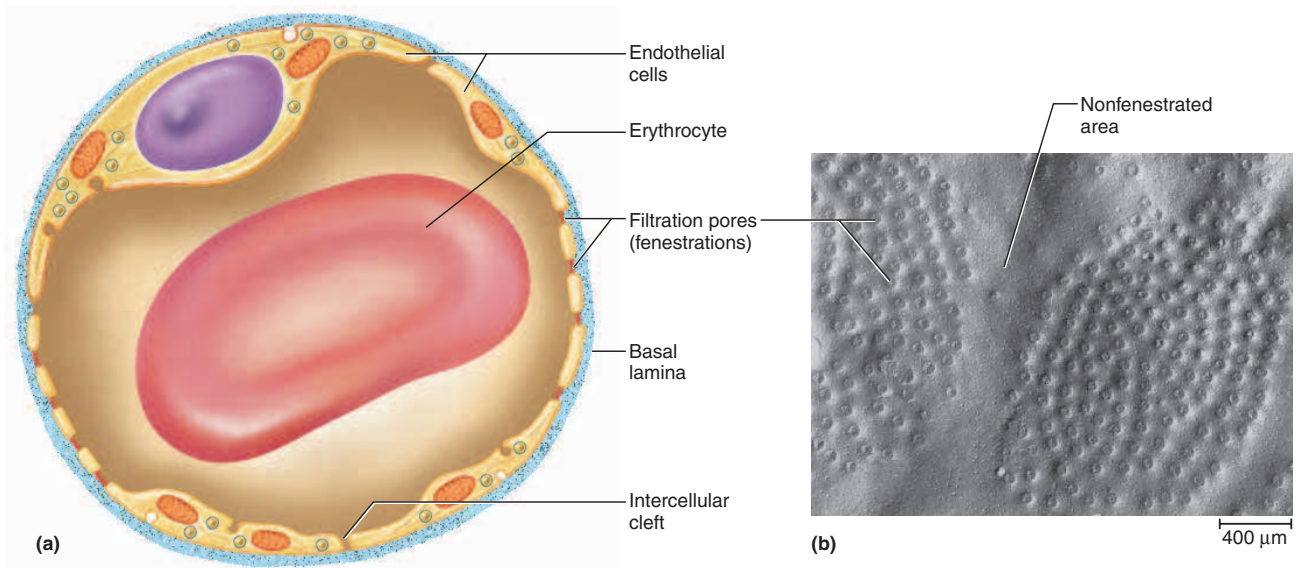 Endothelial
cells
Erythrocyte
Filtration pores
(fenestrations)
Basal
lamina
Intercellular
cleft
(a)
Nonfenestrated
area
(b)
400 µm